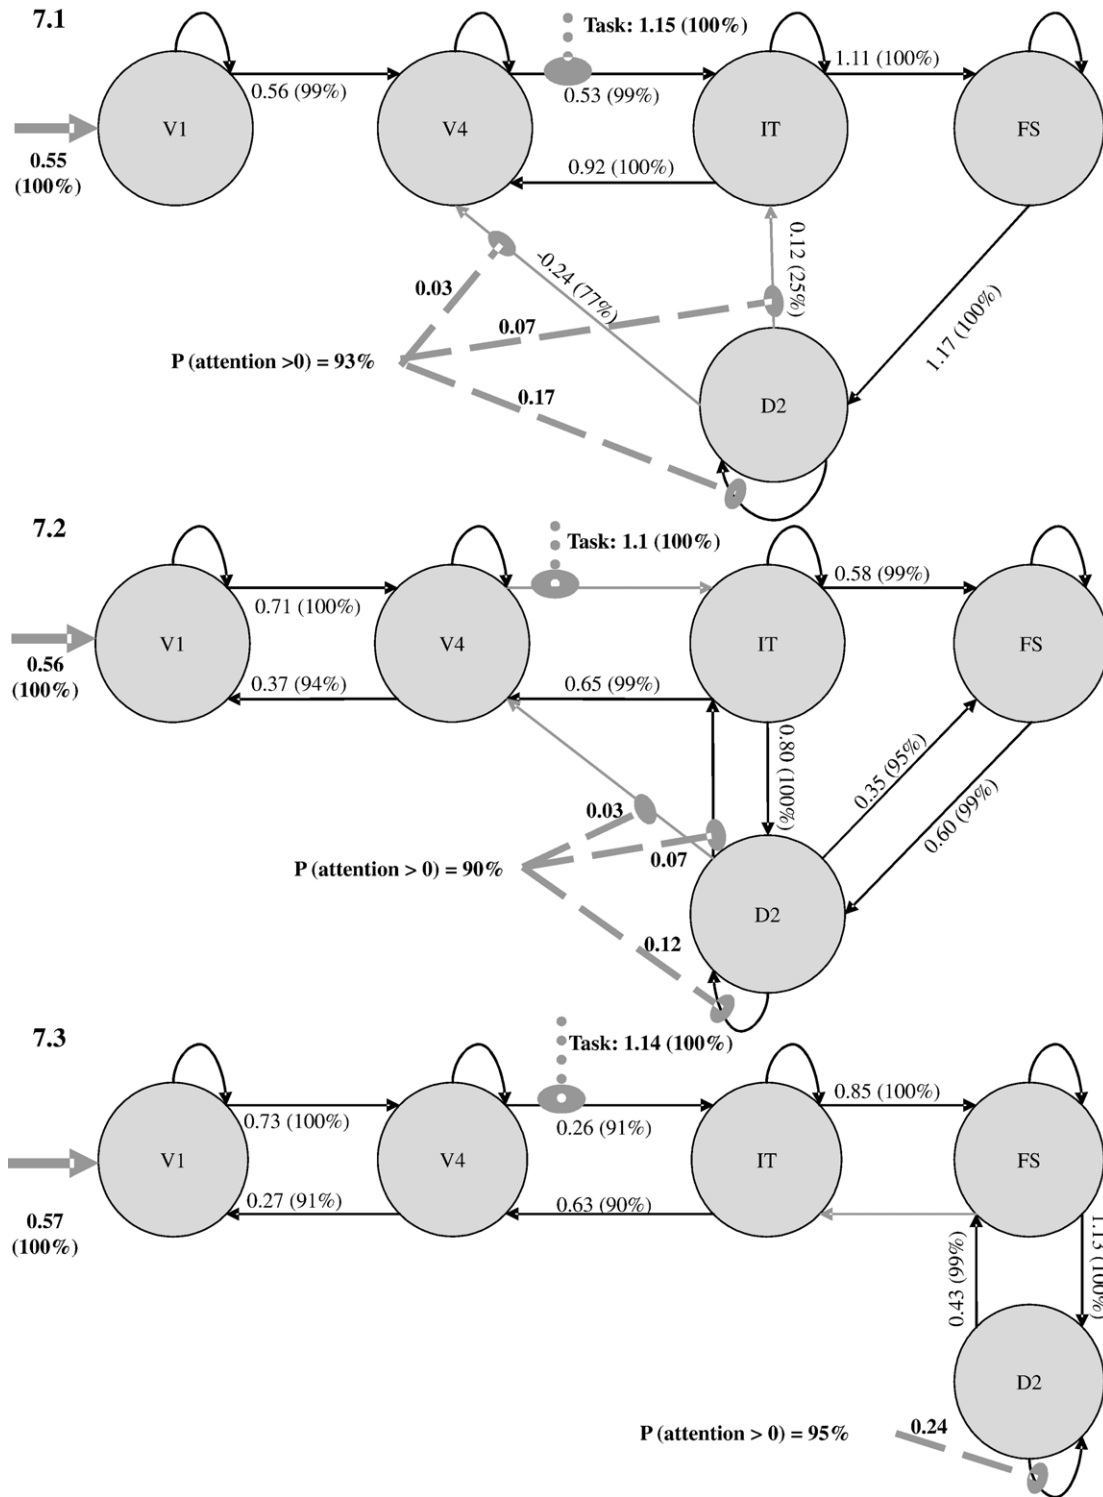 7.1
Task: 1.15 (100%)
0.56 (99%)
0.53 (99%)
1.11 (100%)
V1
V4
IT
FS
0.55
(100%)
0.92 (100%)
-0.24 (77%)
0.12 (25%)
0.03
0.07
1.17 (100%)
P (attention >0) = 93%
0.17
D2
7.2
Task: 1.1 (100%)
0.71 (100%)
0.58 (99%)
V1
V4
IT
FS
0.56
(100%)
0.37 (94%)
0.65 (99%)
0.80 (100%)
0.35 (95%)
0.60 (99%)
0.03
0.07
P (attention > 0) = 90%
D2
0.12
7.3
Task: 1.14 (100%)
0.73 (100%)
0.26 (91%)
0.85 (100%)
V1
V4
IT
FS
0.57
(100%)
0.27 (91%)
0.63 (90%)
0.43 (99%)
1.13 (100%)
D2
P (attention > 0) = 95%
0.24